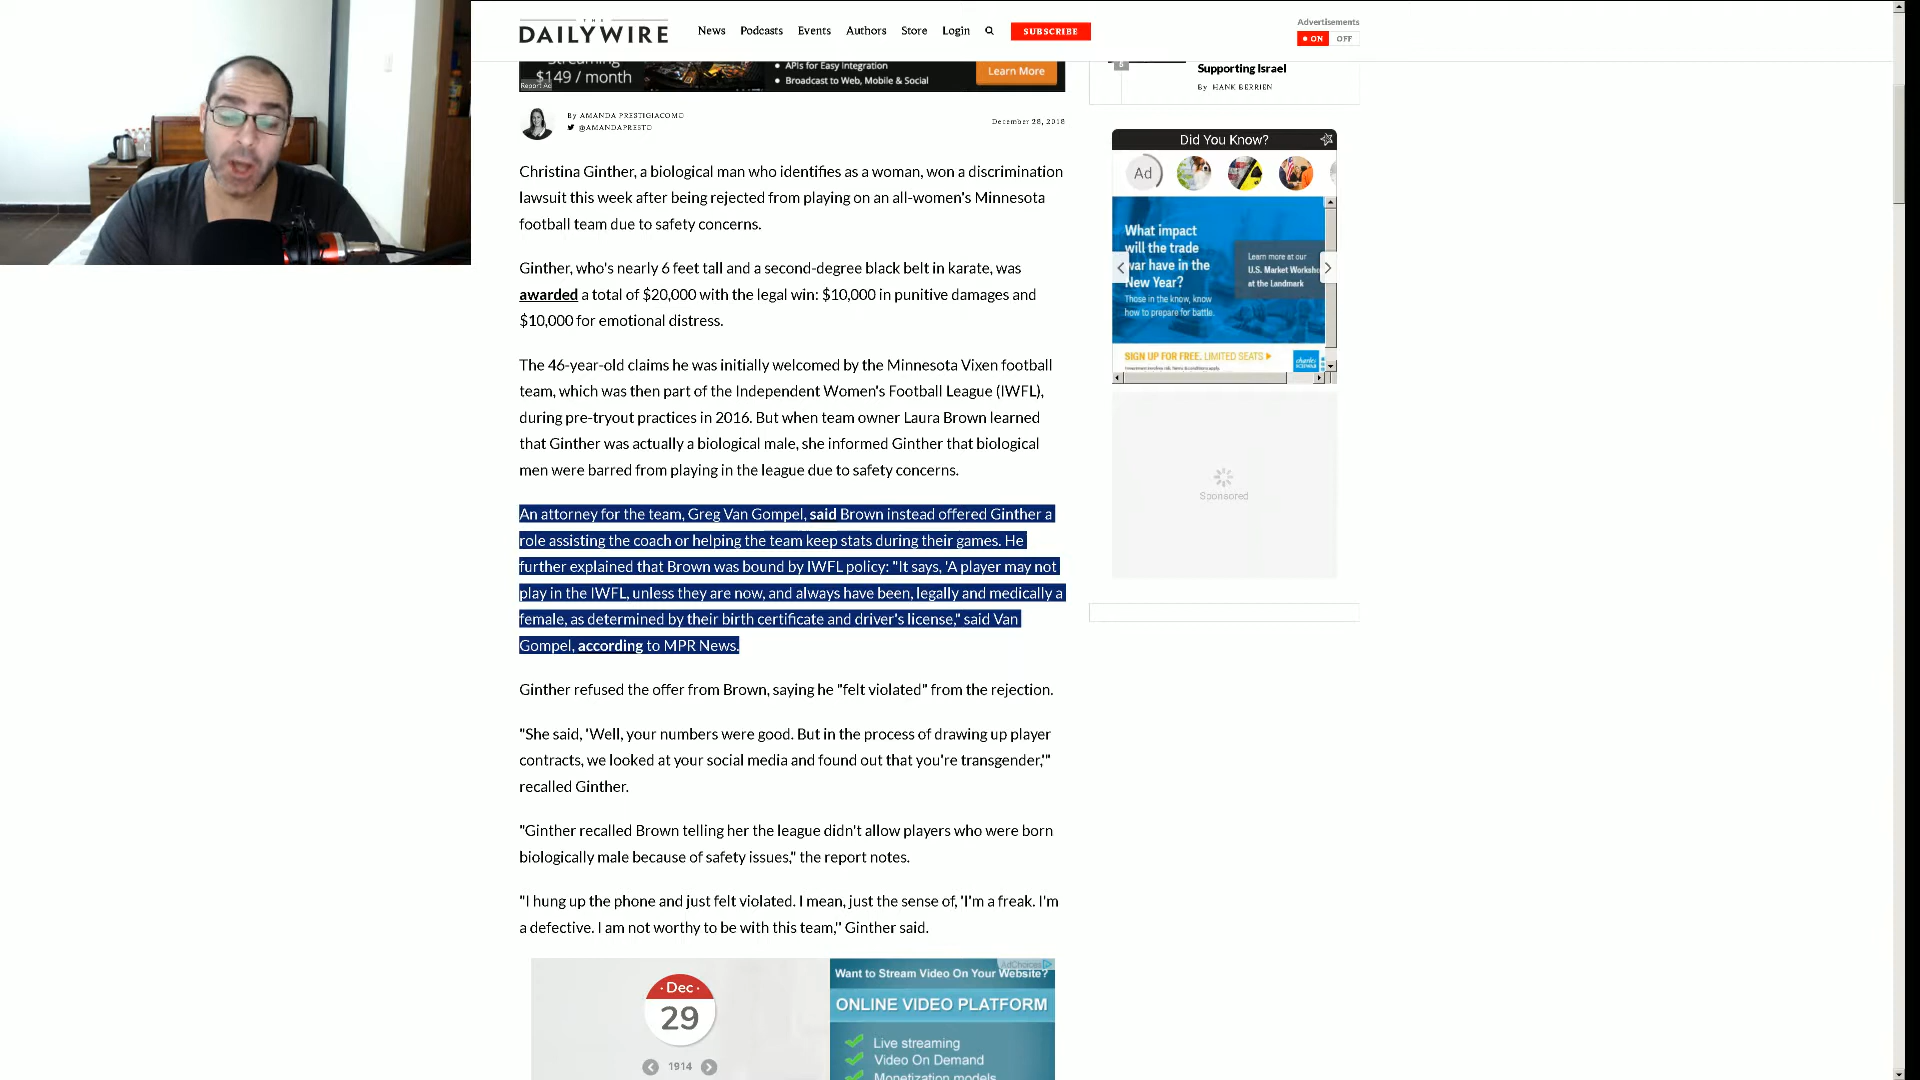 THE
DAILYWIRE
News Podcasts Events Authors Store Login SUBSCRIBE
Advertisements
ON OFF
Streaming
$149 / month
APIs for Easy Integration
Broadcast to Web, Mobile & Social
Learn More
Report Ad
5
Supporting Israel
By HANK BERRIEN
By AMANDA PRESTIGIACOMO
@AMANDAPRESTO
December 28, 2018
Christina Ginther, a biological man who identifies as a woman, won a discrimination
lawsuit this week after being rejected from playing on an all-women's Minnesota
football team due to safety concerns.
Ginther, who's nearly 6 feet tall and a second-degree black belt in karate, was
awarded a total of $20,000 with the legal win: $10,000 in punitive damages and
$10,000 for emotional distress.
The 46-year-old claims he was initially welcomed by the Minnesota Vixen football
team, which was then part of the Independent Women's Football League (IWFL),
during pre-tryout practices in 2016. But when team owner Laura Brown learned
that Ginther was actually a biological male, she informed Ginther that biological
men were barred from playing in the league due to safety concerns.
An attorney for the team, Greg Van Gompel, said Brown instead offered Ginther a
role assisting the coach or helping the team keep stats during their games. He
further explained that Brown was bound by IWFL policy: "It says, 'A player may not
play in the IWFL, unless they are now, and always have been, legally and medically a
female, as determined by their birth certificate and driver's license," said Van
Gompel, according to MPR News.
Ginther refused the offer from Brown, saying he "felt violated" from the rejection.
"She said, 'Well, your numbers were good. But in the process of drawing up player
contracts, we looked at your social media and found out that you're transgender,'"
recalled Ginther.
"Ginther recalled Brown telling her the league didn't allow players who were born
biologically male because of safety issues," the report notes.
"I hung up the phone and just felt violated. I mean, just the sense of, 'I'm a freak. I'm
a defective. I am not worthy to be with this team," Ginther said.
Did You Know?
Ad
What impact
will the trade
war have in the
New Year?
Those in the know, know
how to prepare for battle.
Learn more at our
U.S. Market Worksho
at the Landmark
SIGN UP FOR FREE. LIMITED SEATS
charles
SCHWAB
Sponsored
Dec
29
1914
AdChoices
Want to Stream Video On Your Website?
ONLINE VIDEO PLATFORM
Live streaming
Video On Demand
Monetization models